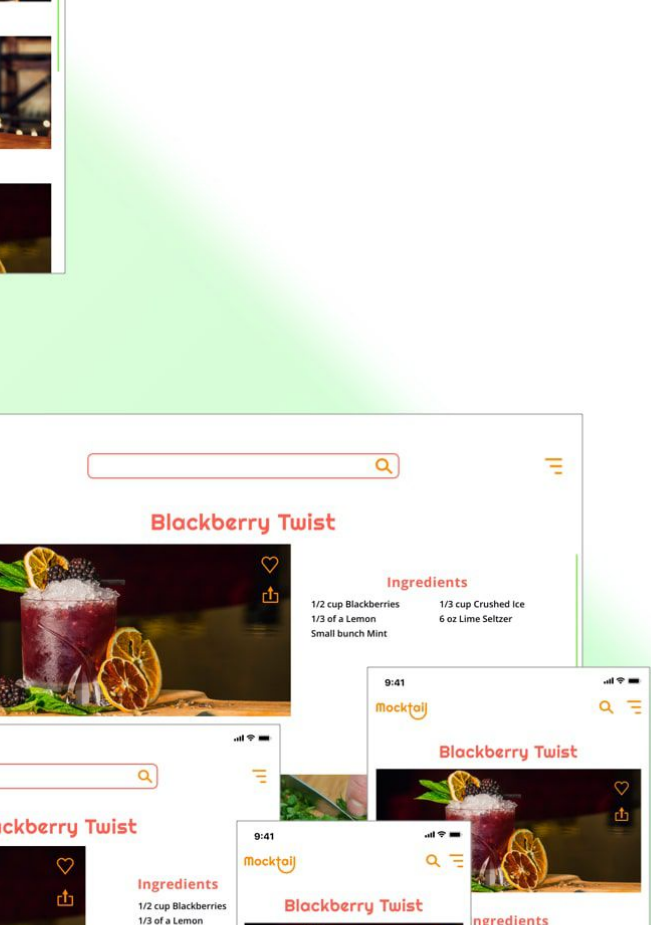 Blackberry Twist
Ingredients
1/2 cup Blackberries 1/3 cup Crushed Ice
1/3 of a Lemon 6 oz Lime Seltzer
Small bunch Mint
9:41
Mocktail
Blackberry Twist
ngredients
ckberry Twist
Ingredients
1/2 cup Blackberries
1/3 of a Lemon
9:41
Mocktail
Blackberry Twist